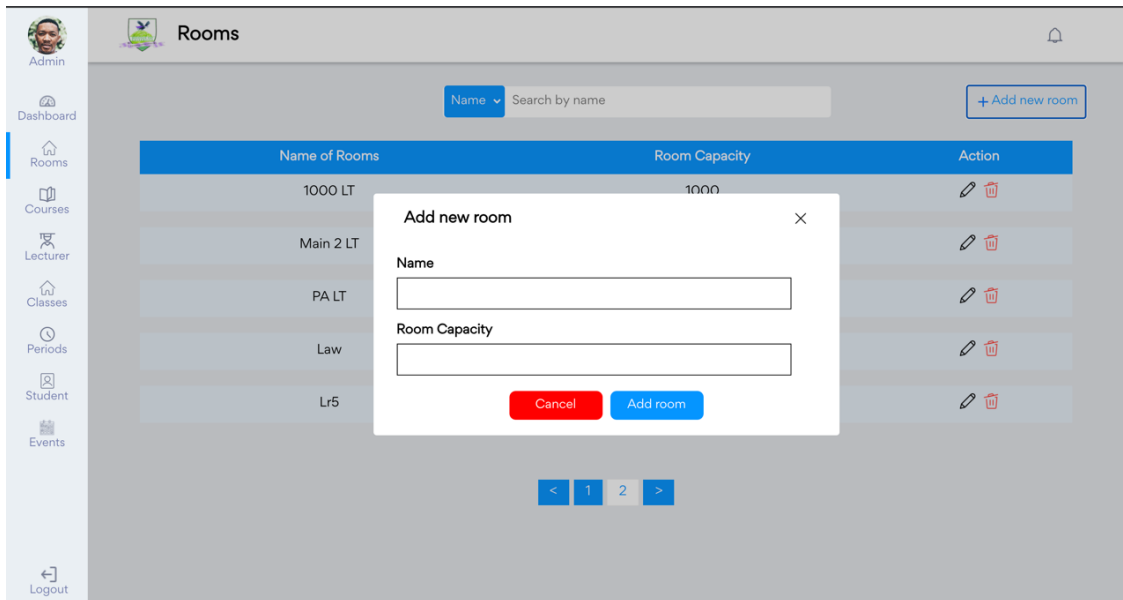 Admin
Rooms
Name Search by name
+ Add new room
Dashboard
Rooms
Courses
Lecturer
Classes
Periods
Student
Events
Logout
Name of Rooms Room Capacity Action
1000 LT 1000
Main 2 LT
PA LT
Law
Lr5
Add new room
Name
Room Capacity
Cancel Add room
< 1 2 >